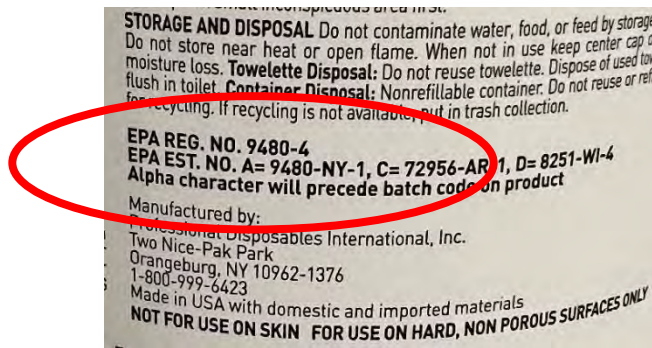 inconspicuous area first.
STORAGE AND DISPOSAL Do not contaminate water, food, or feed by storage
Do not store near heat or open flame. When not in use keep center cap
moisture loss. Towelette Disposal: Do not reuse towelette. Dispose of used
flush in toilet. Container Disposal: Nonrefillable container. Do not reuse or
for recycling. If recycling is not available, put in trash collection.
EPA REG. NO. 9480-4
EPA EST. NO. A= 9480-NY-1, C= 72956-AR-1, D= 8251-WI-4
Alpha character will precede batch code on product
Manufactured by:
Professional Disposables International, Inc.
Two Nice-Pak Park
Orangeburg, NY 10962-1376
1-800-999-6423
Made in USA with domestic and imported materials
NOT FOR USE ON SKIN FOR USE ON HARD, NON POROUS SURFACES ONLY